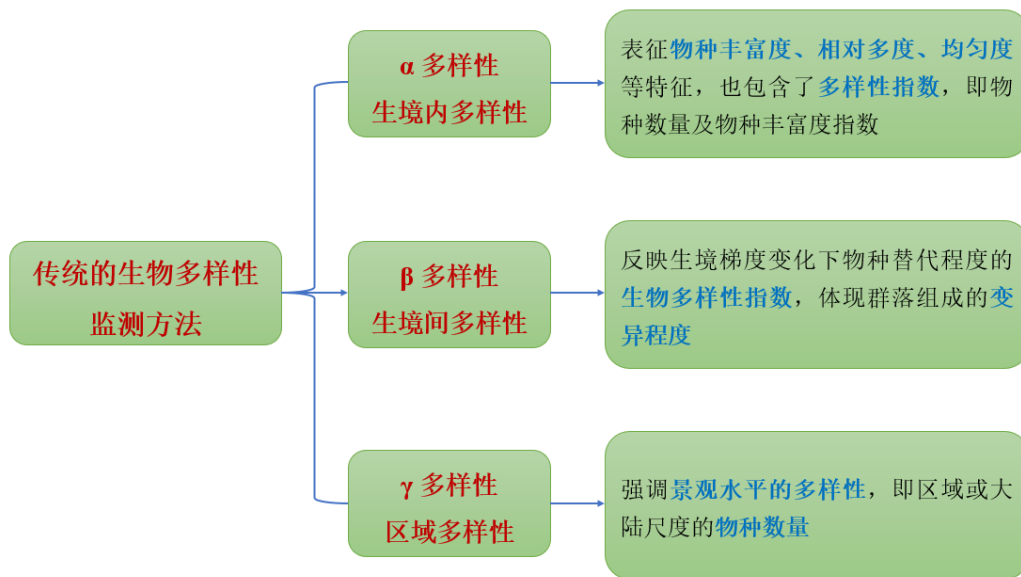 传统的生物多样性
监测方法
α 多样性
生境内多样性
表征物种丰富度、相对多度、均匀度
等特征，也包含了多样性指数，即物
种数量及物种丰富度指数
β 多样性
生境间多样性
反映生境梯度变化下物种替代程度的
生物多样性指数，体现群落组成的变
异程度
γ 多样性
区域多样性
强调景观水平的多样性，即区域或大
陆尺度的物种数量